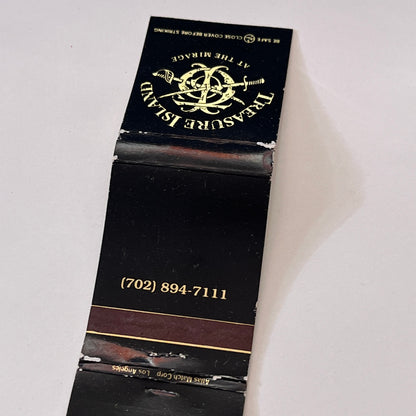 BE SAFE CLOSE COVER BEFORE STRIKING
AT THE MIRAGE
TREASURE ISLAND
(702) 894-7111
Atlas Match Corp Los Angeles